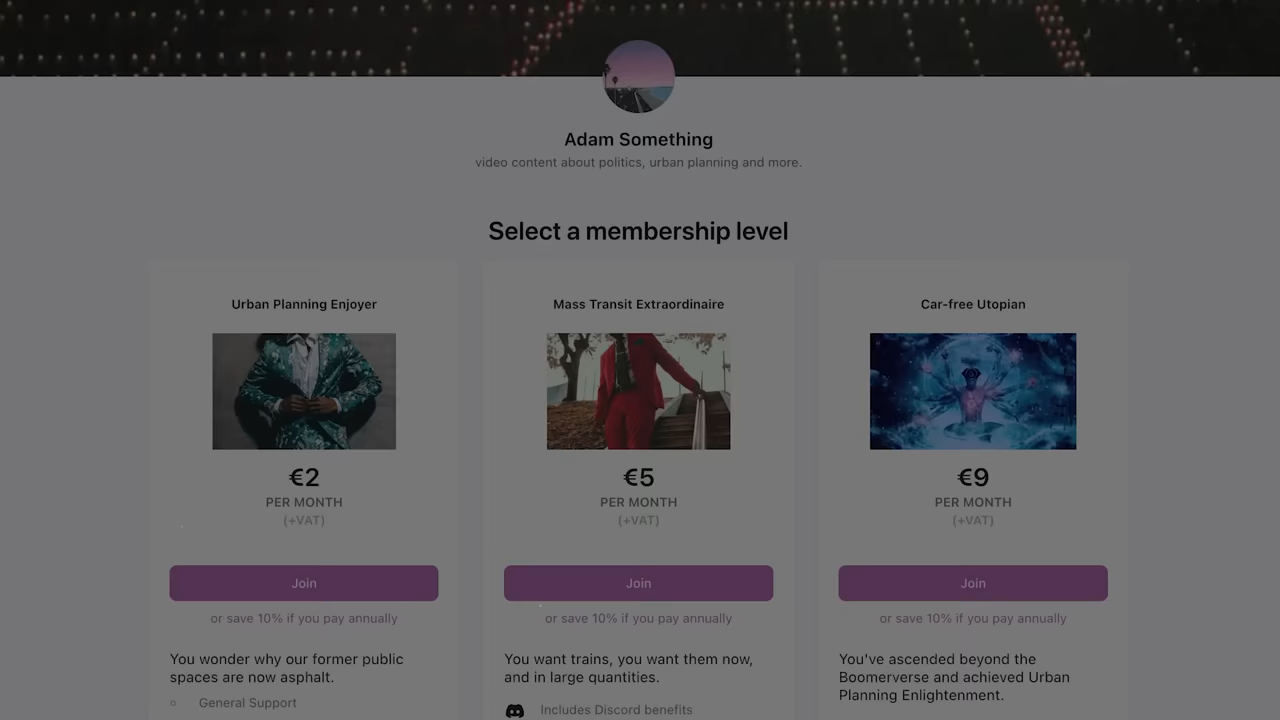 Adam Something
video content about politics, urban planning and more.
Select a membership level
Urban Planning Enjoyer
€2
PER MONTH
(+VAT)
Join
or save 10% if you pay annually
You wonder why our former public
spaces are now asphalt.
General Support
Mass Transit Extraordinaire
€5
PER MONTH
(+VAT)
Join
or save 10% if you pay annually
You want trains, you want them now,
and in large quantities.
Includes Discord benefits
Car-free Utopian
€9
PER MONTH
(+VAT)
Join
or save 10% if you pay annually
You've ascended beyond the
Boomerverse and achieved Urban
Planning Enlightenment.